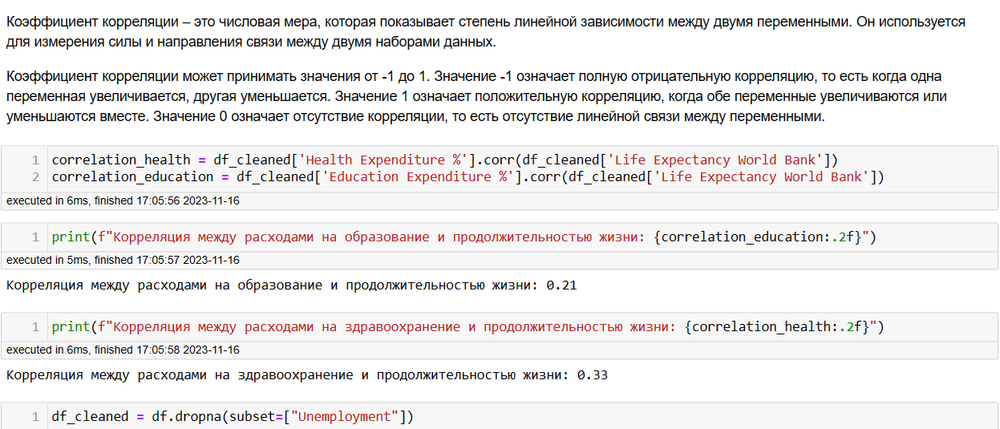 Коэффициент корреляции – это числовая мера, которая показывает степень линейной зависимости между двумя переменными. Он используется
для измерения силы и направления связи между двумя наборами данных.
Коэффициент корреляции может принимать значения от -1 до 1. Значение -1 означает полную отрицательную корреляцию, то есть когда одна
переменная увеличивается, другая уменьшается. Значение 1 означает положительную корреляцию, когда обе переменные увеличиваются или
уменьшаются вместе. Значение 0 означает отсутствие корреляции, то есть отсутствие линейной связи между переменными.
1 correlation_health = df_cleaned['Health Expenditure %'].corr(df_cleaned['Life Expectancy World Bank'])
2 correlation_education = df_cleaned['Education Expenditure %'].corr(df_cleaned['Life Expectancy World Bank'])
executed in 6ms, finished 17:05:56 2023-11-16
1 print(f"Корреляция между расходами на образование и продолжительностью жизни: {correlation_education:.2f}")
executed in 5ms, finished 17:05:57 2023-11-16
Корреляция между расходами на образование и продолжительностью жизни: 0.21
1 print(f"Корреляция между расходами на здравоохранение и продолжительностью жизни: {correlation_health:.2f}")
executed in 6ms, finished 17:05:58 2023-11-16
Корреляция между расходами на здравоохранение и продолжительностью жизни: 0.33
1 df_cleaned = df.dropna(subset=["Unemployment"])